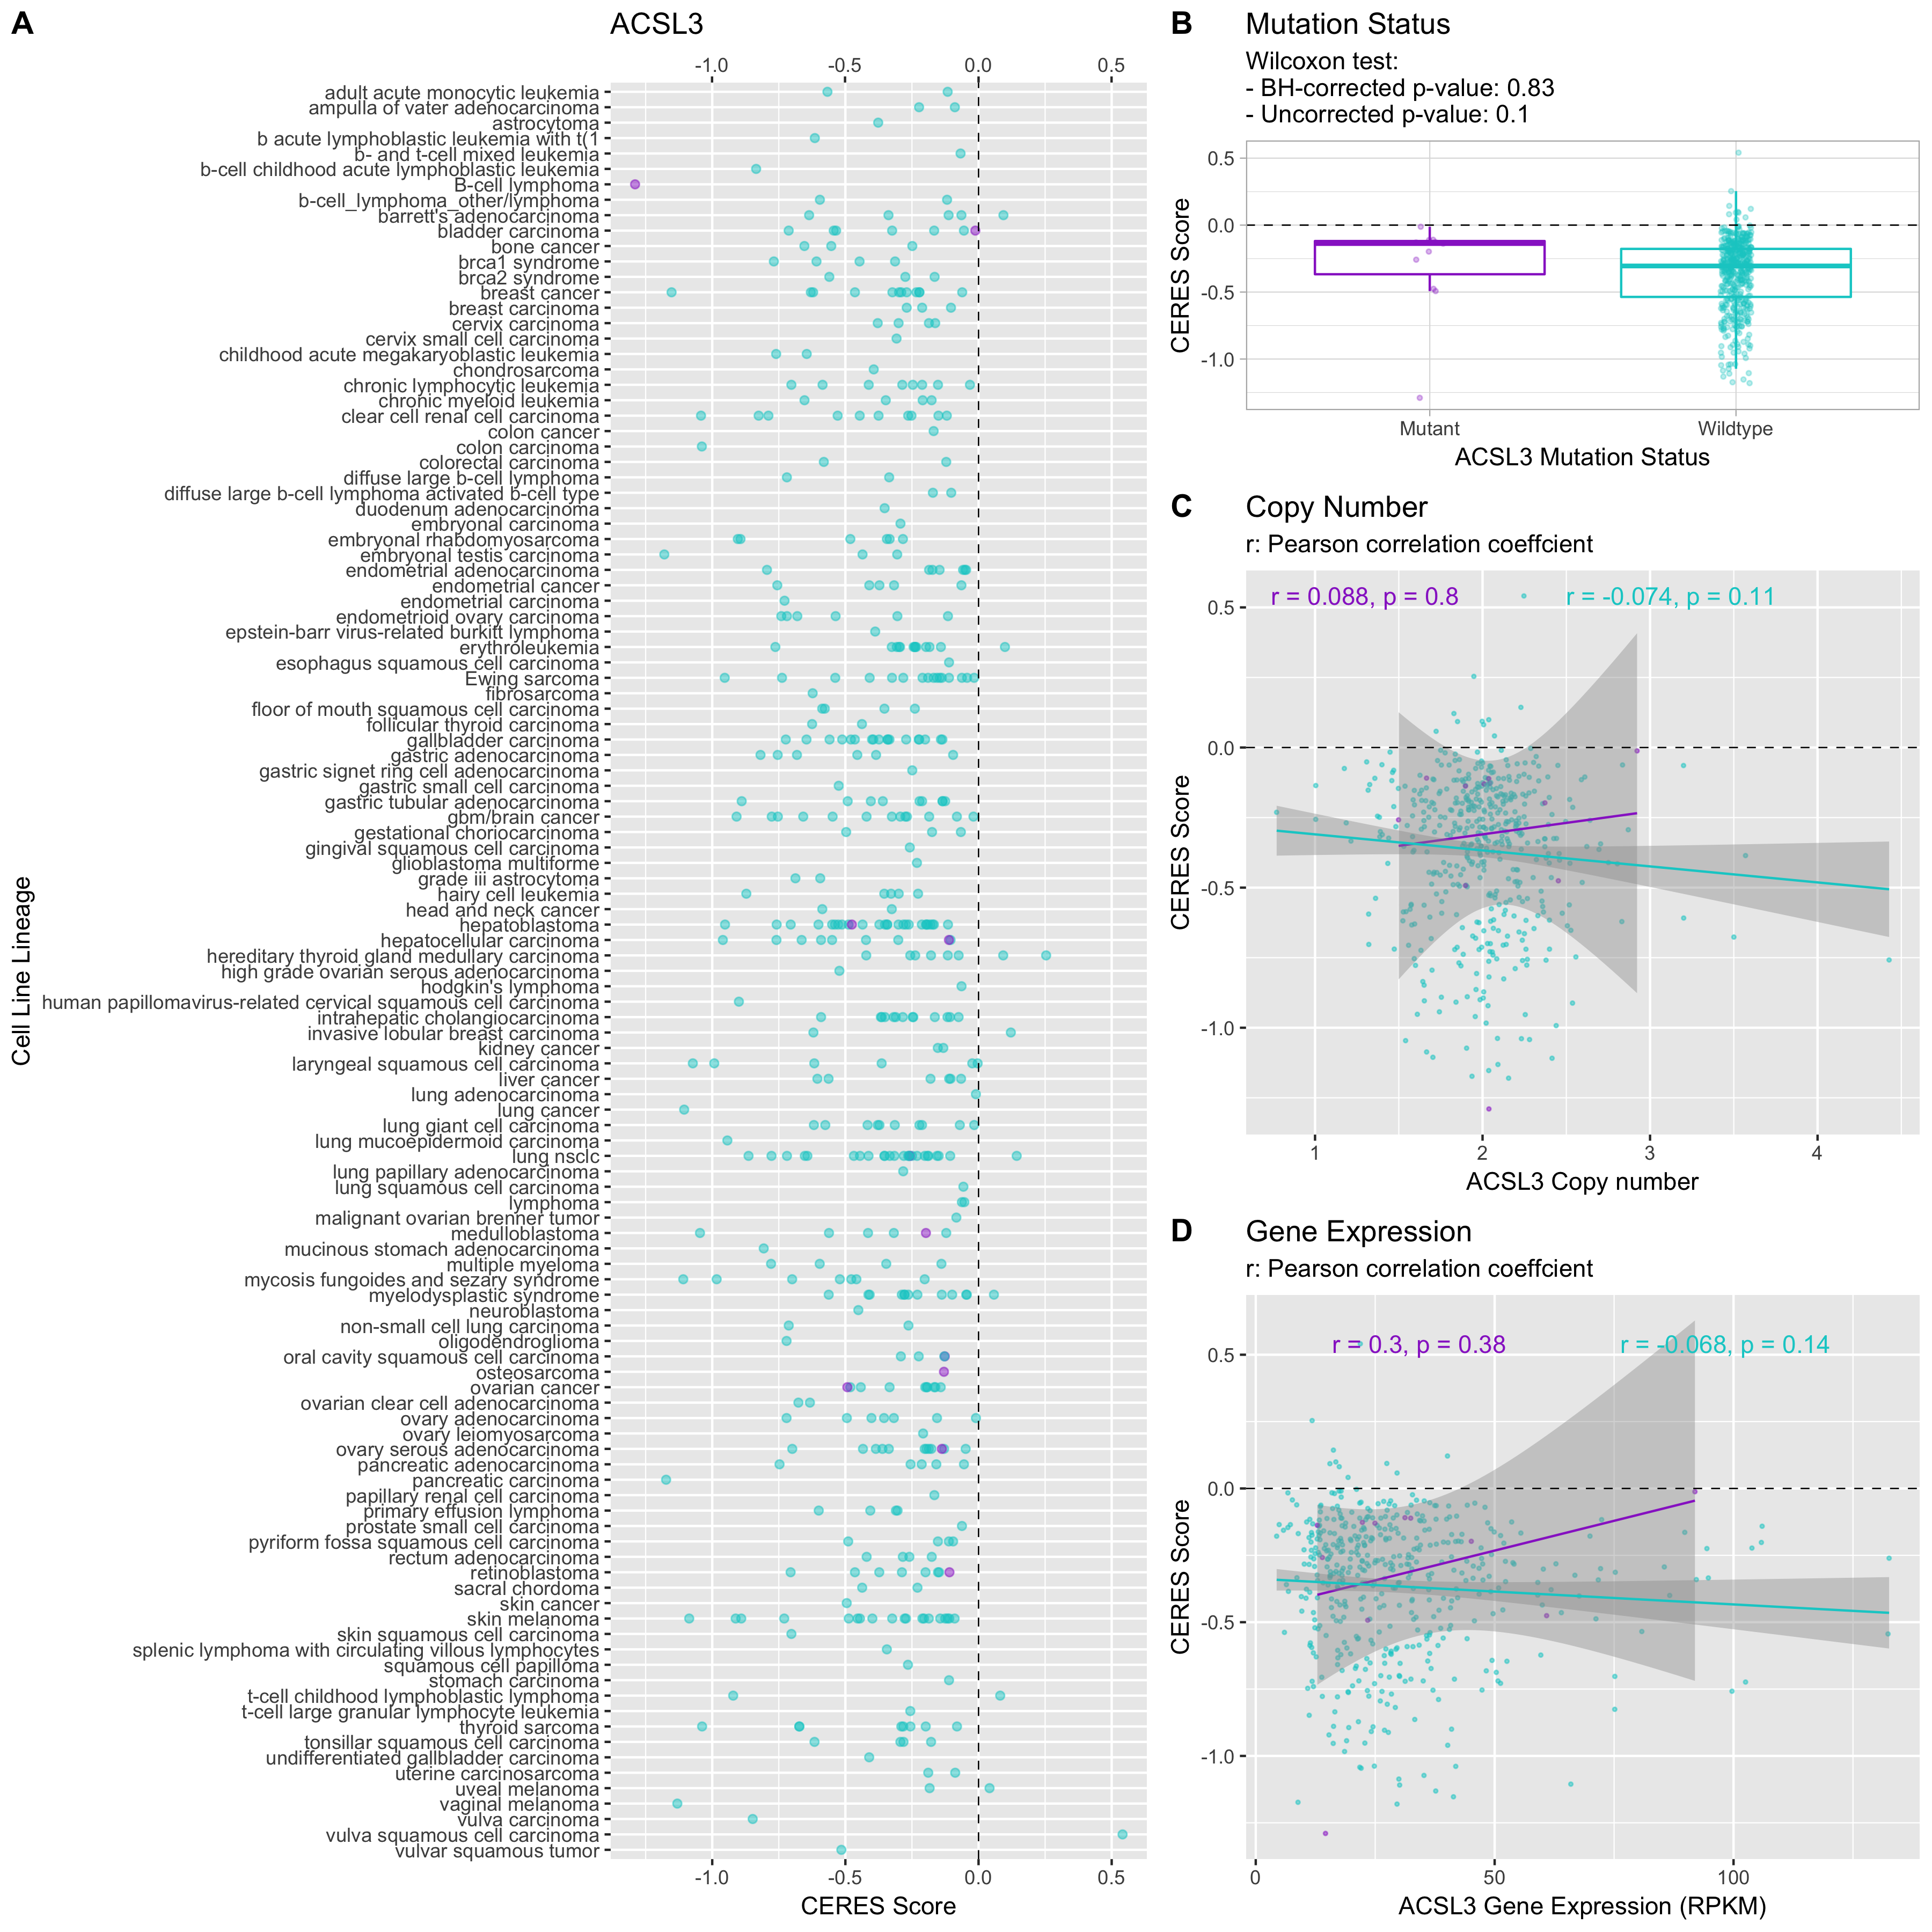 A
ACSL3
-1.0 -0.5 0.0 0.5
Cell Line Lineage
adult acute monocytic leukemia
ampulla of vater adenocarcinoma
astrocytoma
b acute lymphoblastic leukemia with t(1
b- and t-cell mixed leukemia
b-cell childhood acute lymphoblastic leukemia
B-cell lymphoma
b-cell_lymphoma_other/lymphoma
barrett's adenocarcinoma
bladder carcinoma
bone cancer
brca1 syndrome
brca2 syndrome
breast cancer
breast carcinoma
cervix carcinoma
cervix small cell carcinoma
childhood acute megakaryoblastic leukemia
chondrosarcoma
chronic lymphocytic leukemia
chronic myeloid leukemia
clear cell renal cell carcinoma
colon cancer
colon carcinoma
colorectal carcinoma
diffuse large b-cell lymphoma
diffuse large b-cell lymphoma activated b-cell type
duodenum adenocarcinoma
embryonal carcinoma
embryonal rhabdomyosarcoma
embryonal testis carcinoma
endometrial adenocarcinoma
endometrial cancer
endometrial carcinoma
endometrioid ovary carcinoma
epstein-barr virus-related burkitt lymphoma
erythroleukemia
esophagus squamous cell carcinoma
Ewing sarcoma
fibrosarcoma
floor of mouth squamous cell carcinoma
follicular thyroid carcinoma
gallbladder carcinoma
gastric adenocarcinoma
gastric signet ring cell adenocarcinoma
gastric small cell carcinoma
gastric tubular adenocarcinoma
gbm/brain cancer
gestational choriocarcinoma
gingival squamous cell carcinoma
glioblastoma multiforme
grade iii astrocytoma
hairy cell leukemia
head and neck cancer
hepatoblastoma
hepatocellular carcinoma
hereditary thyroid gland medullary carcinoma
high grade ovarian serous adenocarcinoma
hodgkin's lymphoma
human papillomavirus-related cervical squamous cell carcinoma
intrahepatic cholangiocarcinoma
invasive lobular breast carcinoma
kidney cancer
laryngeal squamous cell carcinoma
liver cancer
lung adenocarcinoma
lung cancer
lung giant cell carcinoma
lung mucoepidermoid carcinoma
lung nsclc
lung papillary adenocarcinoma
lung squamous cell carcinoma
lymphoma
malignant ovarian brenner tumor
medulloblastoma
mucinous stomach adenocarcinoma
multiple myeloma
mycosis fungoides and sezary syndrome
myelodysplastic syndrome
neuroblastoma
non-small cell lung carcinoma
oligodendroglioma
oral cavity squamous cell carcinoma
osteosarcoma
ovarian cancer
ovarian clear cell adenocarcinoma
ovary adenocarcinoma
ovary leiomyosarcoma
ovary serous adenocarcinoma
pancreatic adenocarcinoma
pancreatic carcinoma
papillary renal cell carcinoma
primary effusion lymphoma
prostate small cell carcinoma
pyriform fossa squamous cell carcinoma
rectum adenocarcinoma
retinoblastoma
sacral chordoma
skin cancer
skin melanoma
skin squamous cell carcinoma
splenic lymphoma with circulating villous lymphocytes
squamous cell papilloma
stomach carcinoma
t-cell childhood lymphoblastic lymphoma
t-cell large granular lymphocyte leukemia
thyroid sarcoma
tonsillar squamous cell carcinoma
undifferentiated gallbladder carcinoma
uterine carcinosarcoma
uveal melanoma
vaginal melanoma
vulva carcinoma
vulva squamous cell carcinoma
vulvar squamous tumor
-1.0 -0.5 0.0 0.5
CERES Score
B
Mutation Status
Wilcoxon test:
- BH-corrected p-value: 0.83
- Uncorrected p-value: 0.1
CERES Score
0.5
0.0
-0.5
-1.0
Mutant Wildtype
ACSL3 Mutation Status
C
Copy Number
r: Pearson correlation coeffcient
r = 0.088, p = 0.8 r = -0.074, p = 0.11
CERES Score
0.5
0.0
-0.5
-1.0
1 2 3 4
ACSL3 Copy number
D
Gene Expression
r: Pearson correlation coeffcient
r = 0.3, p = 0.38 r = -0.068, p = 0.14
CERES Score
0.5
0.0
-0.5
-1.0
0 50 100
ACSL3 Gene Expression (RPKM)